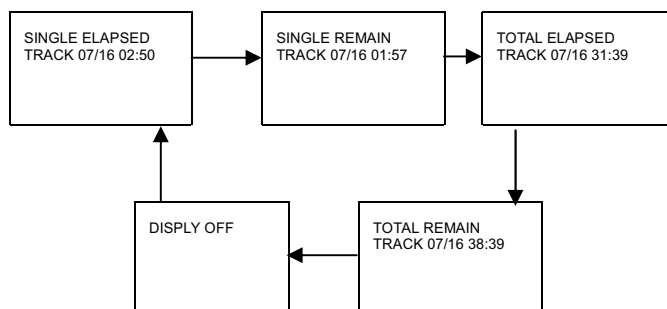 SINGLE ELAPSED
TRACK 07/16 02:50
SINGLE REMAIN
TRACK 07/16 01:57
TOTAL ELAPSED
TRACK 07/16 31:39
TOTAL REMAIN
TRACK 07/16 38:39
DISPLY OFF